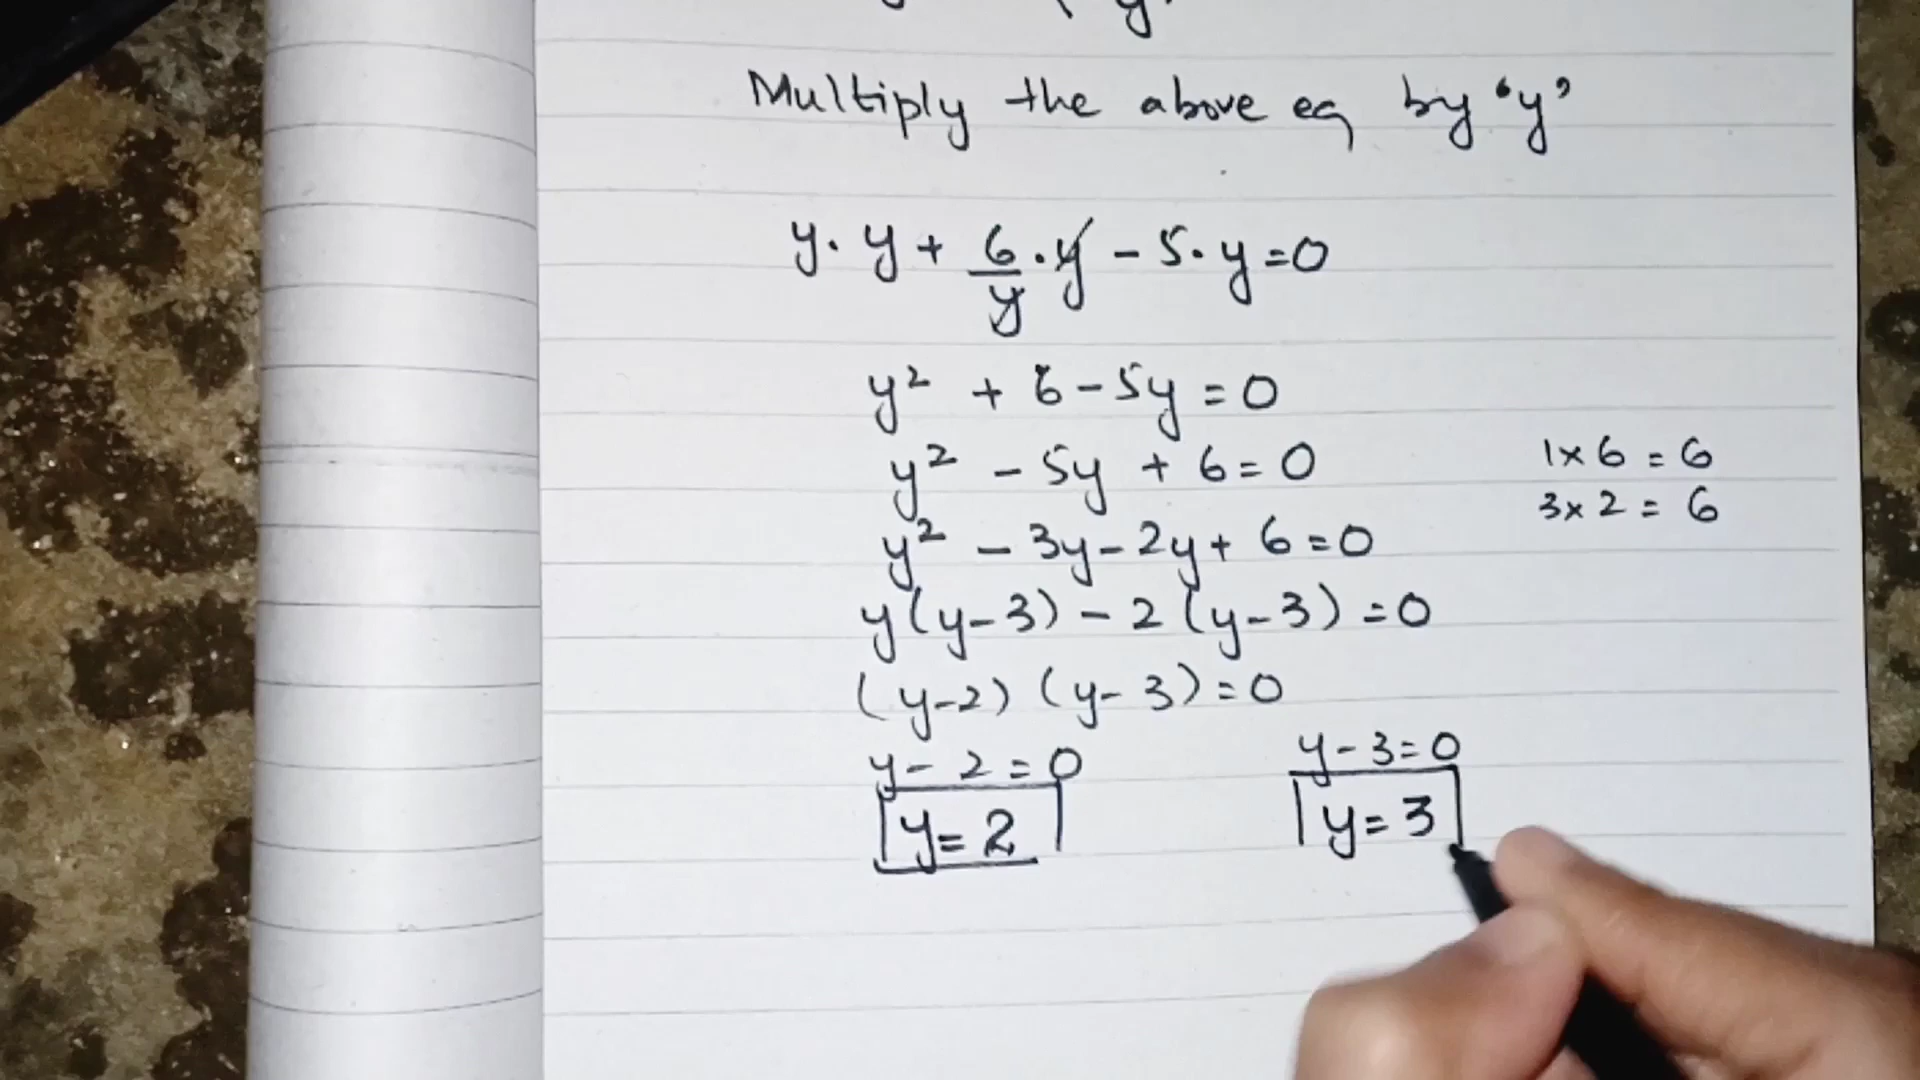 Multiply the above eq by ‘y’
y · y + 6/y · y - 5 · y = 0
y² + 6 - 5y = 0
y² - 5y + 6 = 0
1 × 6 = 6
3 × 2 = 6
y² - 3y - 2y + 6 = 0
y(y-3) - 2(y-3) = 0
(y-2) (y-3) = 0
y - 2 = 0
y = 2
y - 3 = 0
y = 3